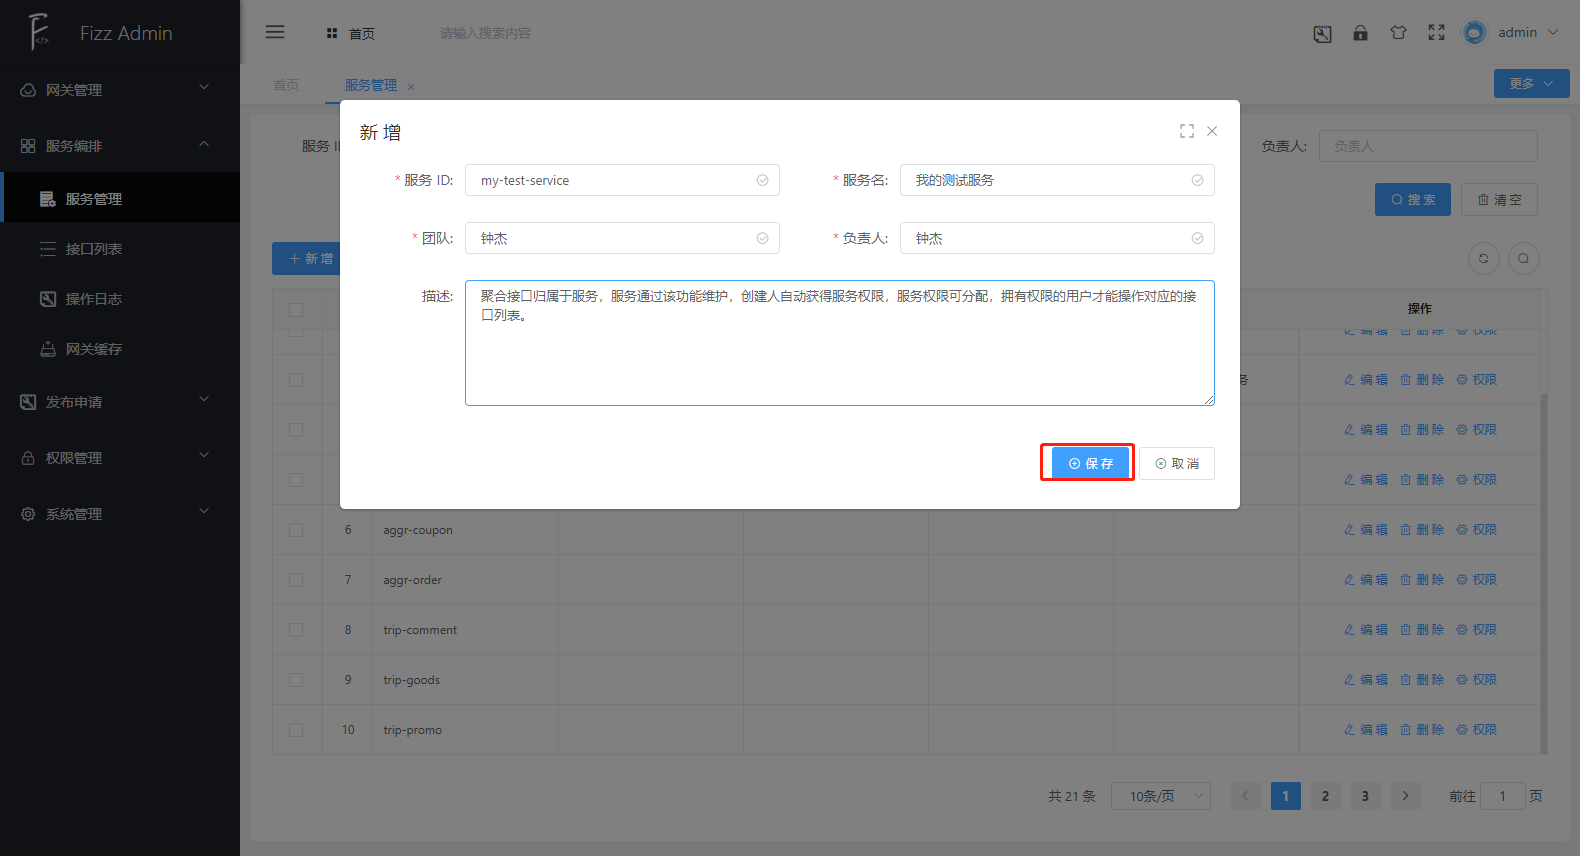 Fizz Admin
首页
请输入搜索内容
admin
首页
服务管理
更多
网关管理
服务编排
服务管理
接口列表
操作日志
网关缓存
发布申请
权限管理
系统管理
服务 I
负责人:
负责人
搜 索
清 空
新 增
新 增
* 服务 ID:
my-test-service
* 服务名:
我的测试服务
* 团队:
钟杰
* 负责人:
钟杰
描述:
聚合接口归属于服务，服务通过该功能维护，创建人自动获得服务权限，服务权限可分配，拥有权限的用户才能操作对应的接
口列表。
保 存
取 消
操作
编 辑 删 除 权限
务 编 辑 删 除 权限
编 辑 删 除 权限
编 辑 删 除 权限
6 aggr-coupon 编 辑 删 除 权限
7 aggr-order 编 辑 删 除 权限
8 trip-comment 编 辑 删 除 权限
9 trip-goods 编 辑 删 除 权限
10 trip-promo 编 辑 删 除 权限
共 21 条 10条/页 1 2 3 前往 1 页